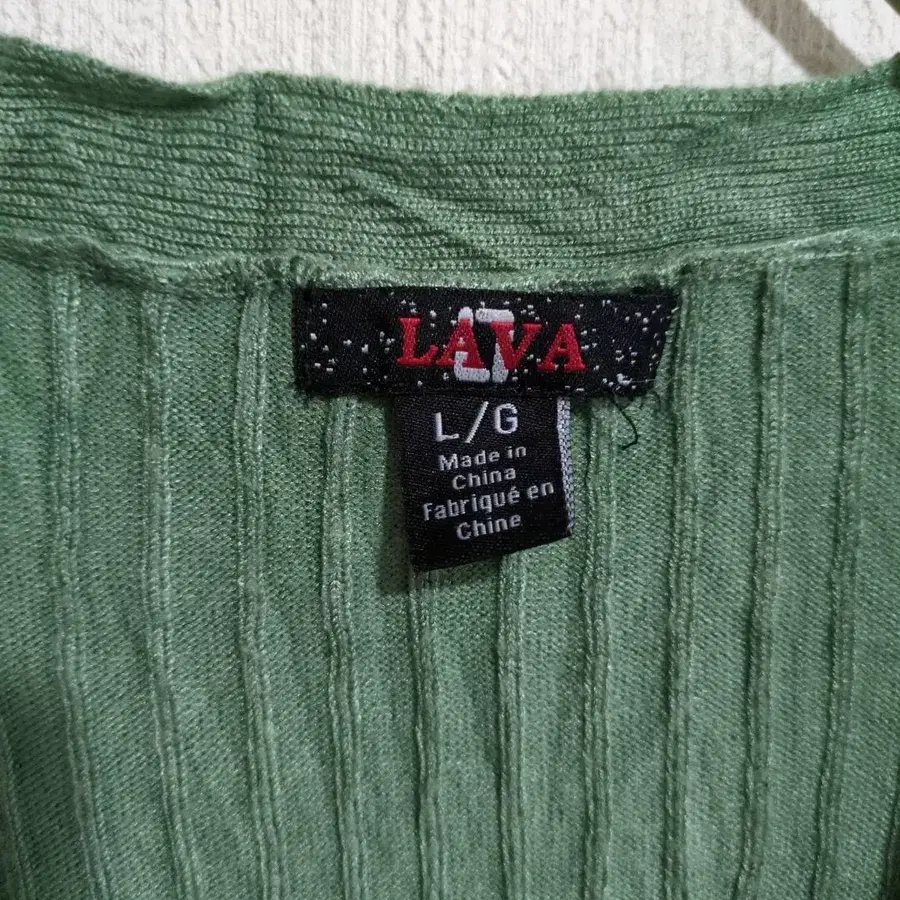 LAVA
L/G
Made in
China
Fabriqué en
Chine